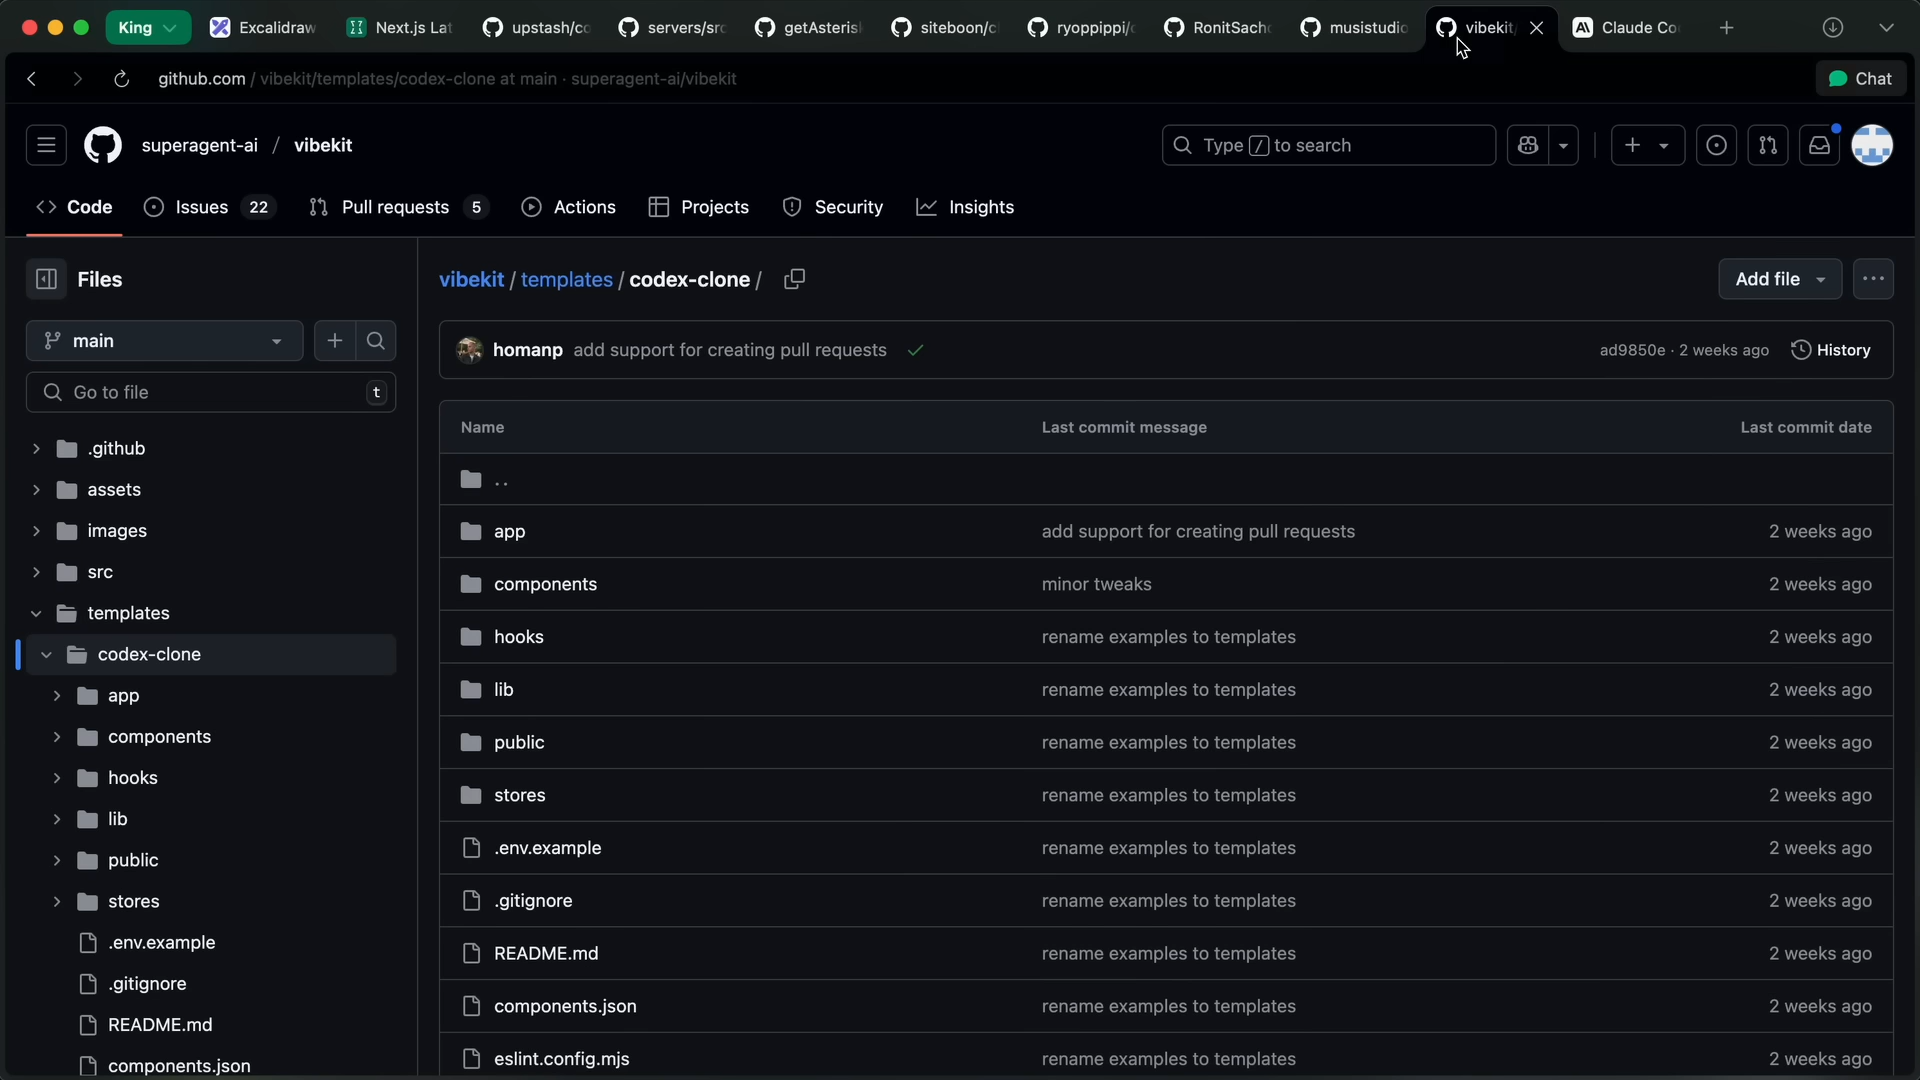 King
Excalidraw
Next.js Lat
upstash/co
servers/src
getAsterisk
siteboon/cl
ryoppippi/c
RonitSacho
musistudio
vibekit/
Claude Co
github.com / vibekit/templates/codex-clone at main · superagent-ai/vibekit
Chat
superagent-ai / vibekit
Type / to search
Code
Issues 22
Pull requests 5
Actions
Projects
Security
Insights
Files
main
Go to file
t
.github
assets
images
src
templates
codex-clone
app
components
hooks
lib
public
stores
.env.example
.gitignore
README.md
components.json
vibekit / templates / codex-clone /
Add file
homanp add support for creating pull requests
ad9850e · 2 weeks ago
History
Name Last commit message Last commit date
..
app add support for creating pull requests 2 weeks ago
components minor tweaks 2 weeks ago
hooks rename examples to templates 2 weeks ago
lib rename examples to templates 2 weeks ago
public rename examples to templates 2 weeks ago
stores rename examples to templates 2 weeks ago
.env.example rename examples to templates 2 weeks ago
.gitignore rename examples to templates 2 weeks ago
README.md rename examples to templates 2 weeks ago
components.json rename examples to templates 2 weeks ago
eslint.config.mjs rename examples to templates 2 weeks ago